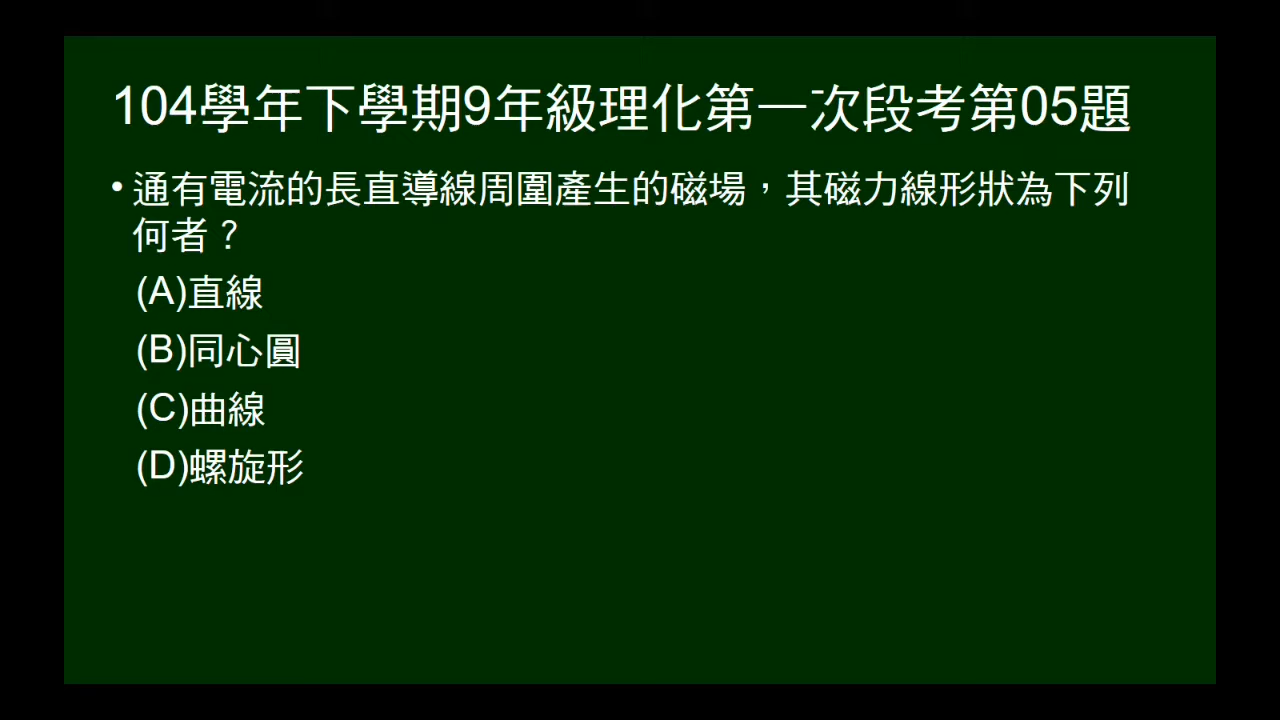 104學年下學期9年級理化第一次段考第05題
• 通有電流的長直導線周圍產生的磁場，其磁力線形狀為下列
何者？
(A)直線
(B)同心圓
(C)曲線
(D)螺旋形